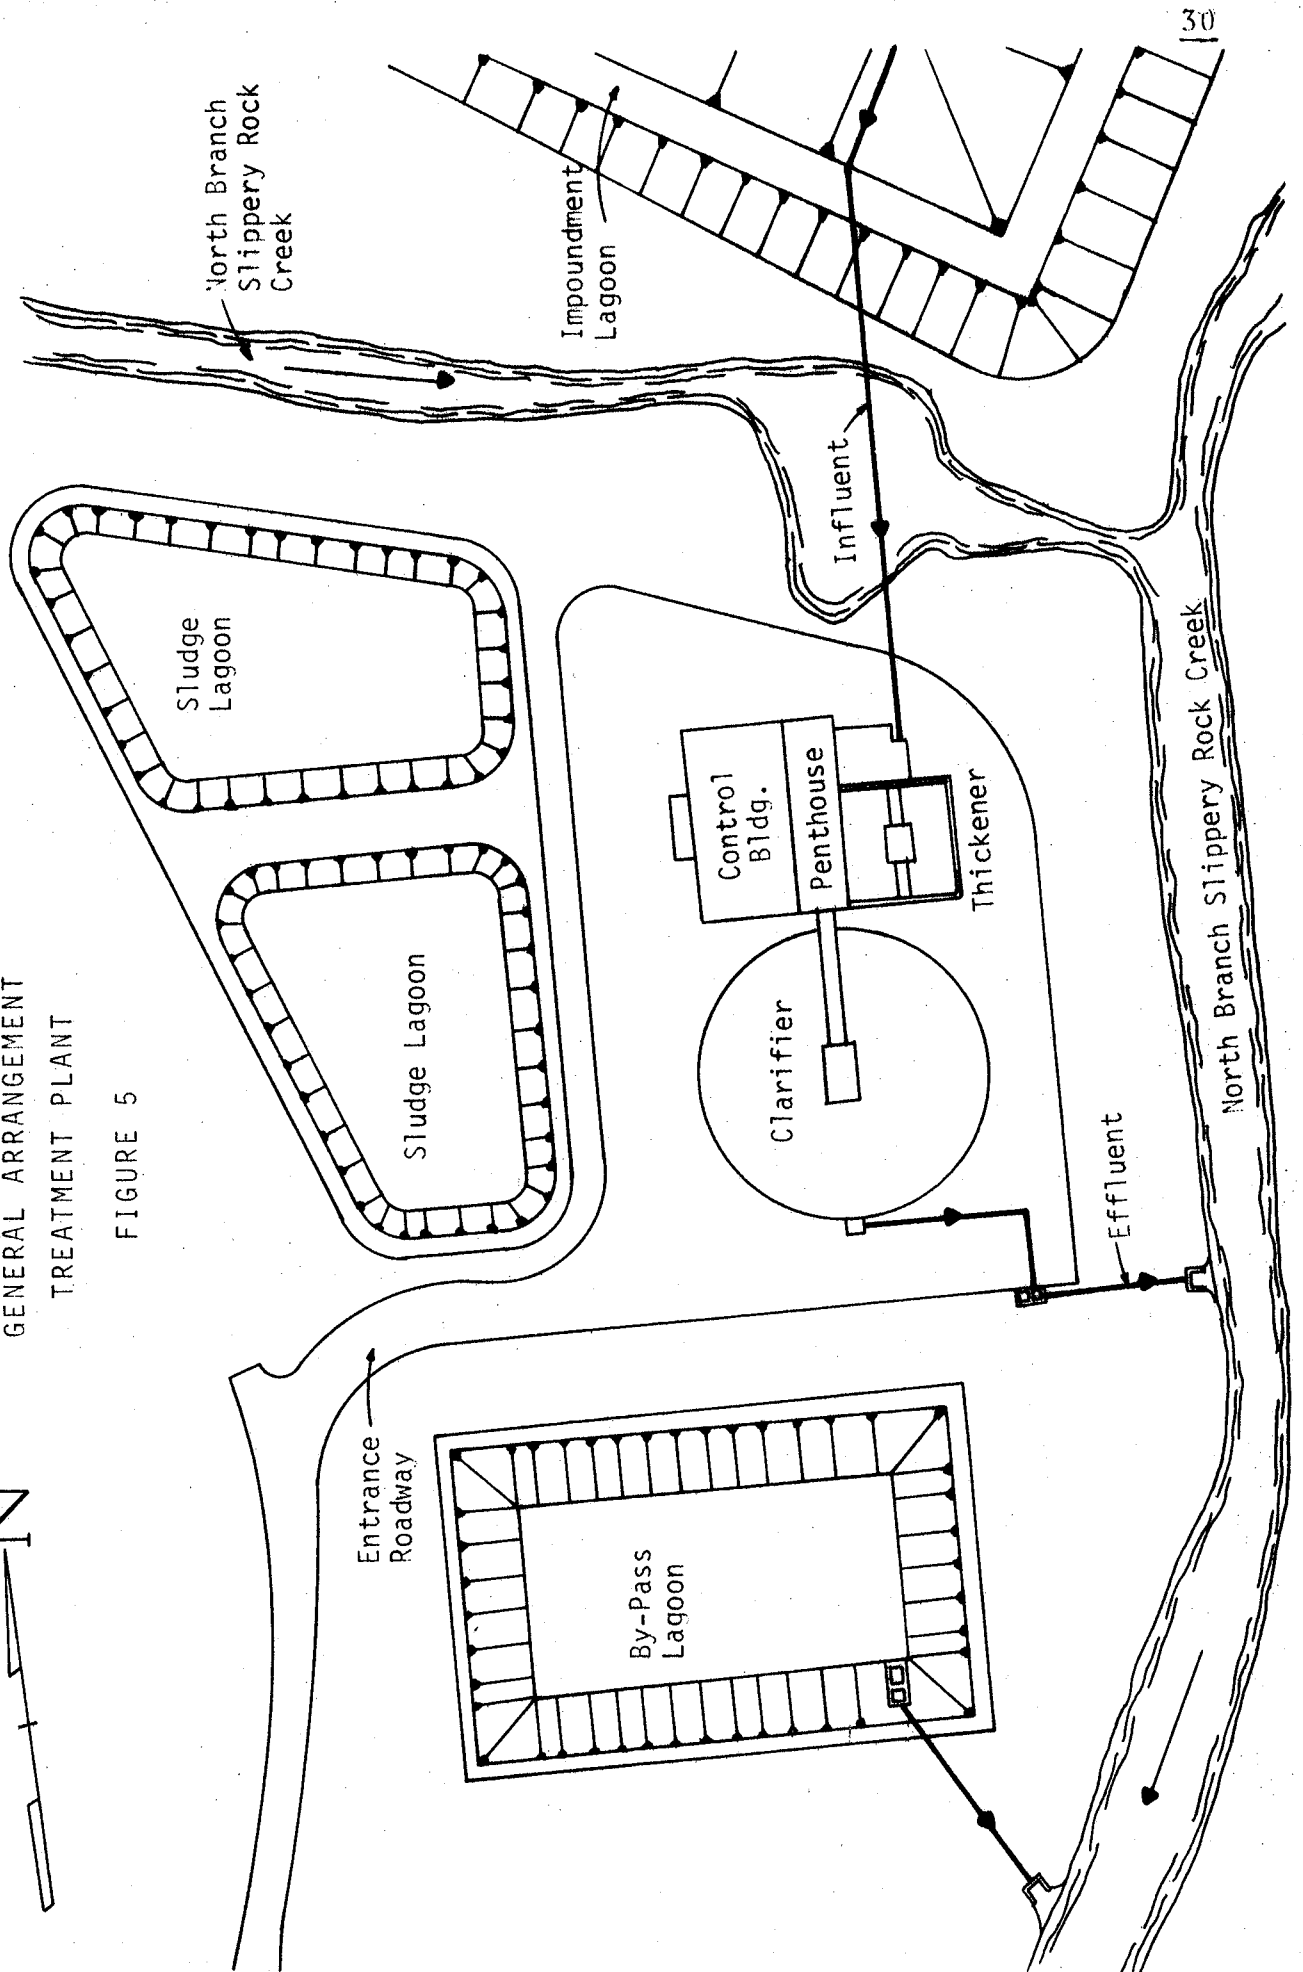 30
GENERAL ARRANGEMENT
TREATMENT PLANT
FIGURE 5
N
North Branch
Slippery Rock
Creek
Impoundment
Lagoon
Influent
Sludge
Lagoon
Sludge Lagoon
Control
Bldg.
Penthouse
Thickener
Clarifier
Effluent
North Branch Slippery Rock Creek
Entrance
Roadway
By-Pass
Lagoon